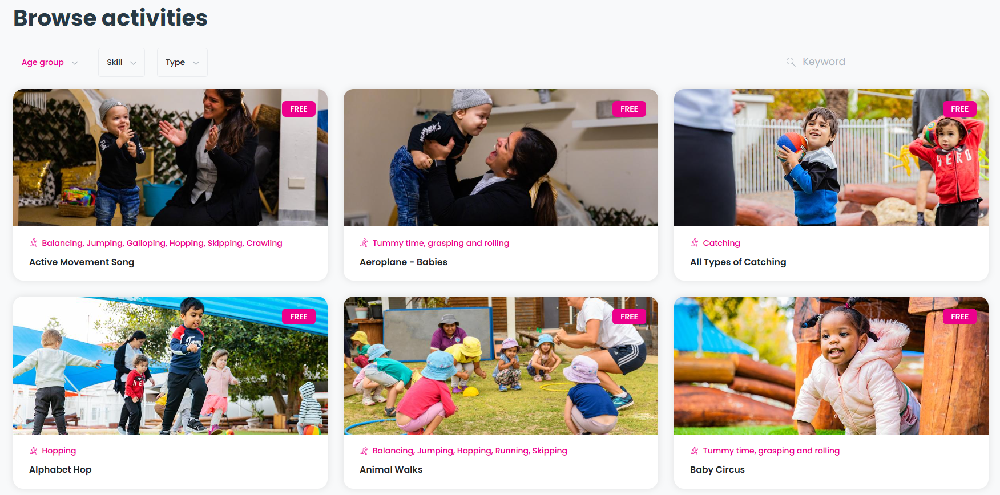 Browse activities
Age group
Skill
Type
Keyword
FREE
FREE
FREE
HERO
Balancing, Jumping, Galloping, Hopping, Skipping, Crawling
Active Movement Song
Tummy time, grasping and rolling
Aeroplane - Babies
Catching
All Types of Catching
FREE
FREE
FREE
Hopping
Alphabet Hop
Balancing, Jumping, Hopping, Running, Skipping
Animal Walks
Tummy time, grasping and rolling
Baby Circus